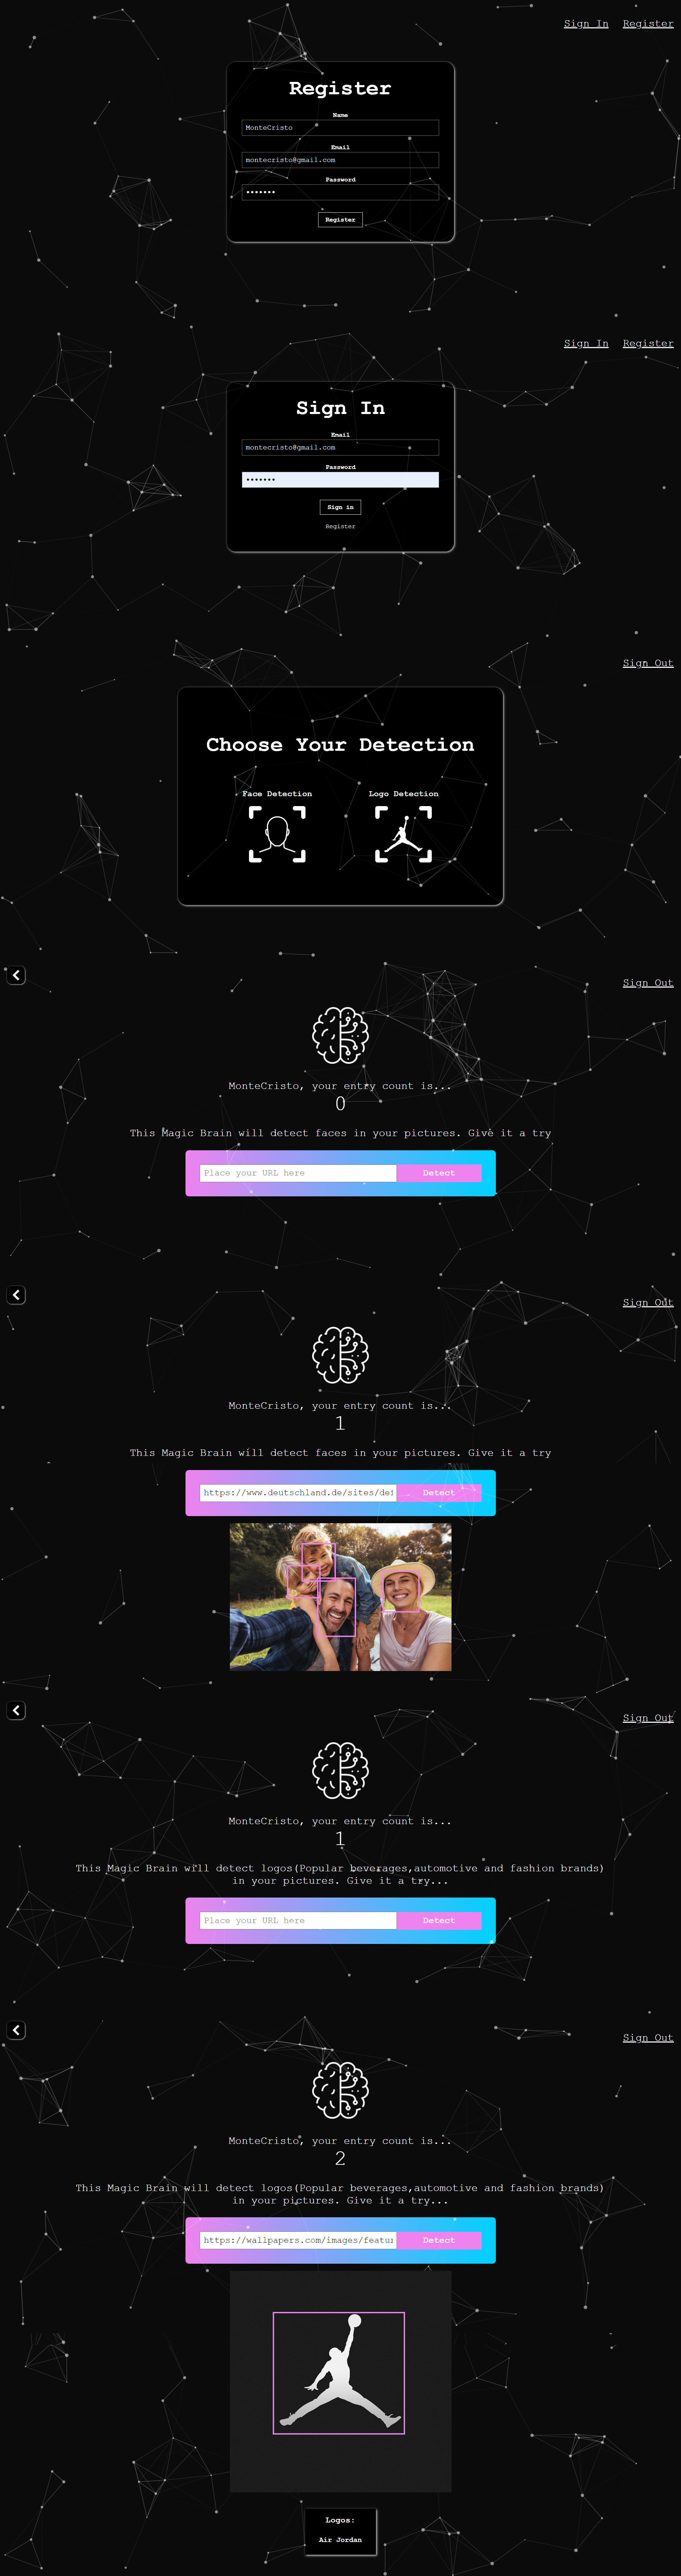 Sign In Register
Register
Name
MonteCristo
Email
montecristo@gmail.com
Password
•••••••
Register
Sign In Register
Sign In
Email
montecristo@gmail.com
Password
•••••••
Sign in
Register
Sign Out
Choose Your Detection
Face Detection Logo Detection
Sign Out
MonteCristo, your entry count is...
0
This Magic Brain will detect faces in your pictures. Give it a try
Place your URL here Detect
Sign Out
MonteCristo, your entry count is...
1
This Magic Brain will detect faces in your pictures. Give it a try
https://www.deutschland.de/sites/def Detect
Sign Out
MonteCristo, your entry count is...
1
This Magic Brain will detect logos(Popular beverages,automotive and fashion brands)
in your pictures. Give it a try...
Place your URL here Detect
Sign Out
MonteCristo, your entry count is...
2
This Magic Brain will detect logos(Popular beverages,automotive and fashion brands)
in your pictures. Give it a try...
https://wallpapers.com/images/featur Detect
Logos:
Air Jordan